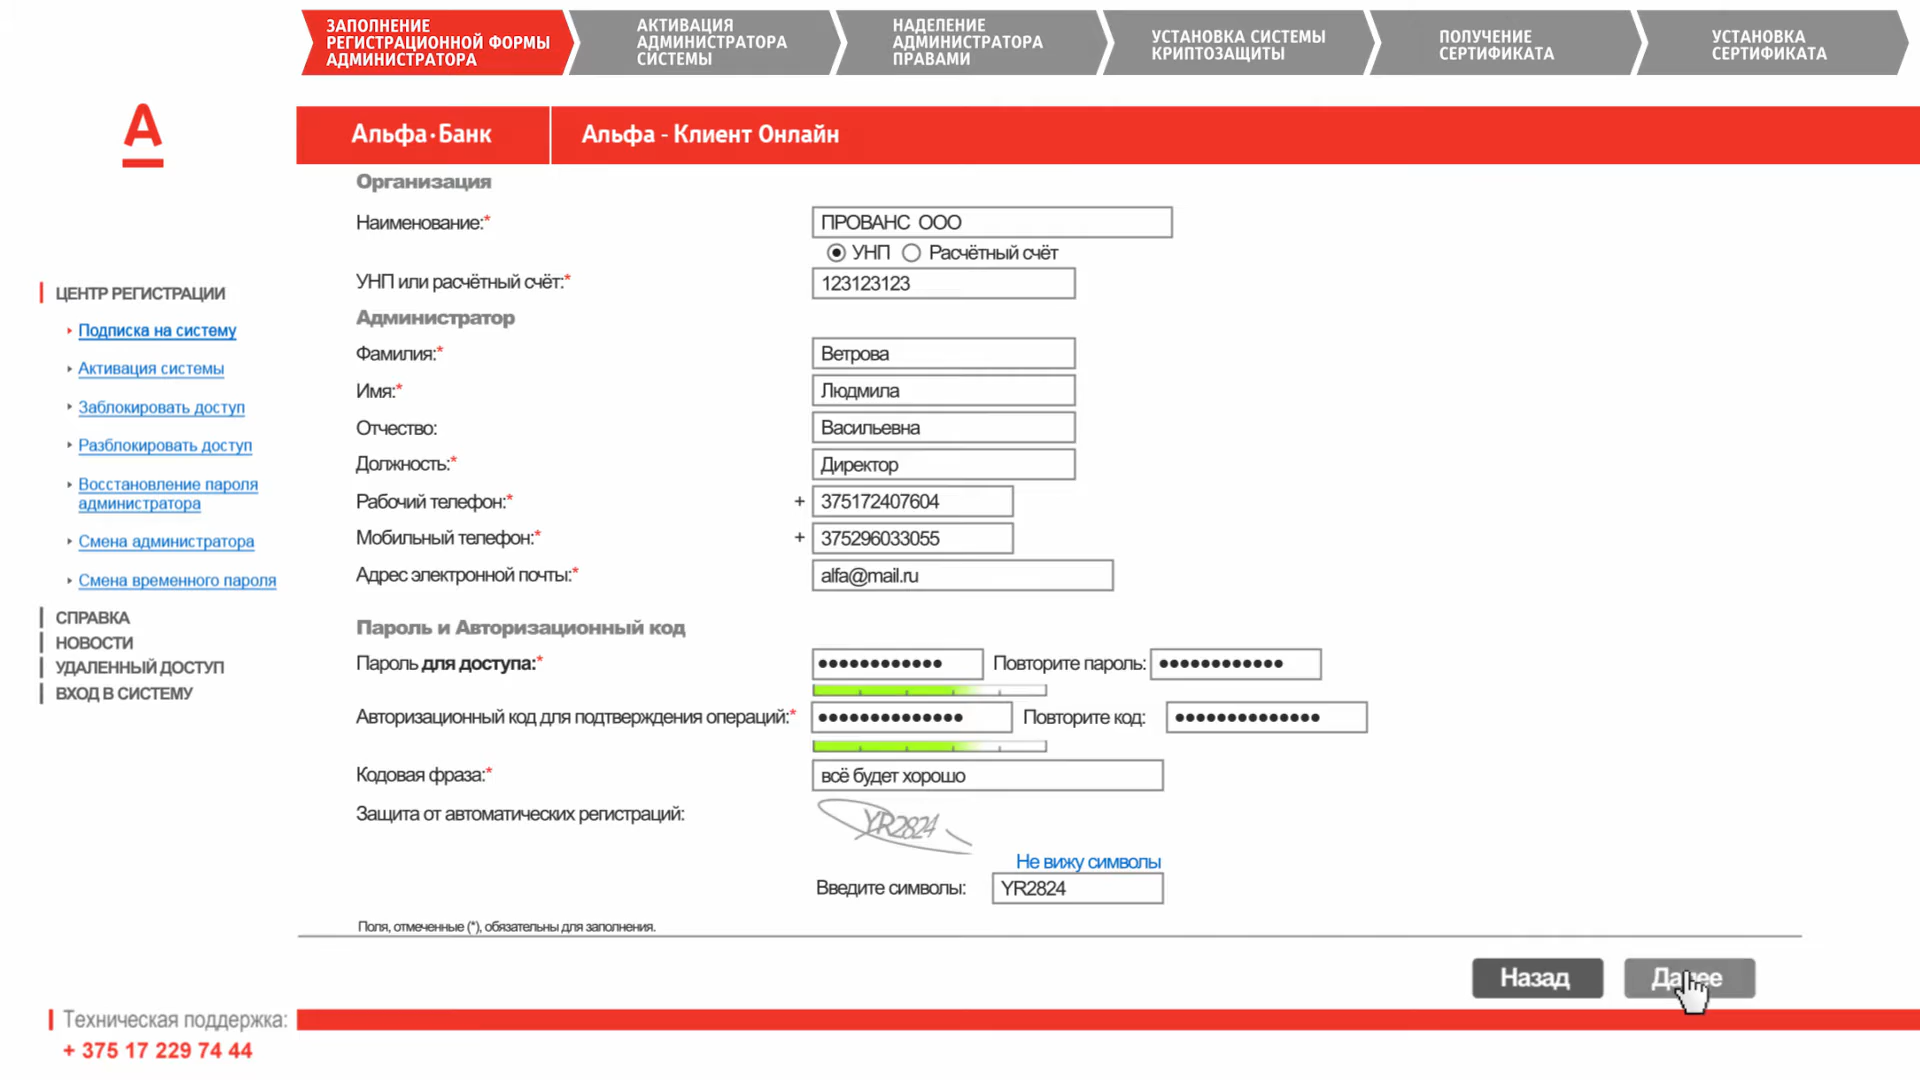 ЗАПОЛНЕНИЕ
РЕГИСТРАЦИОННОЙ ФОРМЫ
АДМИНИСТРАТОРА
АКТИВАЦИЯ
АДМИНИСТРАТОРА
СИСТЕМЫ
НАДЕЛЕНИЕ
АДМИНИСТРАТОРА
ПРАВАМИ
УСТАНОВКА СИСТЕМЫ
КРИПТОЗАЩИТЫ
ПОЛУЧЕНИЕ
СЕРТИФИКАТА
УСТАНОВКА
СЕРТИФИКАТА
А
Альфа·Банк
Альфа - Клиент Онлайн
ЦЕНТР РЕГИСТРАЦИИ
Подписка на систему
Активация системы
Заблокировать доступ
Разблокировать доступ
Восстановление пароля
администратора
Смена администратора
Смена временного пароля
СПРАВКА
НОВОСТИ
УДАЛЕННЫЙ ДОСТУП
ВХОД В СИСТЕМУ
Организация
Наименование:* ПРОВАНС ООО
УНП Расчётный счёт
УНП или расчётный счёт:* 123123123
Администратор
Фамилия:* Ветрова
Имя:* Людмила
Отчество: Васильевна
Должность:* Директор
Рабочий телефон:* + 375172407604
Мобильный телефон:* + 375296033055
Адрес электронной почты:* alfa@mail.ru
Пароль и Авторизационный код
Пароль для доступа:* •••••••••••• Повторите пароль: ••••••••••••
Авторизационный код для подтверждения операций:* •••••••••••••• Повторите код: ••••••••••••••
Кодовая фраза:* всё будет хорошо
Защита от автоматических регистраций: YR2824
Не вижу символы
Введите символы: YR2824
Поля, отмеченные (*), обязательны для заполнения.
Назад
Далее
Техническая поддержка:
+ 375 17 229 74 44